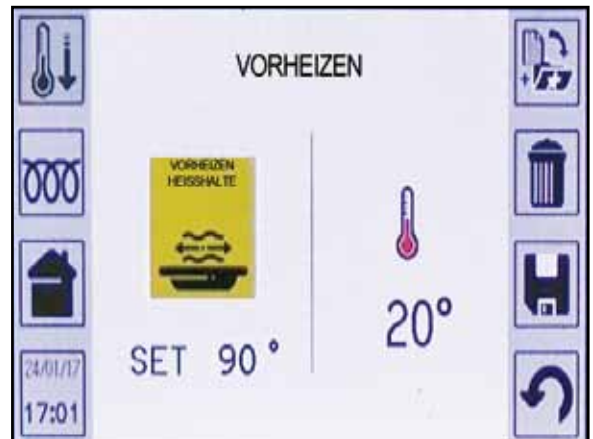 VORHEIZEN
VORHEIZEN
HEISSHALTE
SET 90°
20°
24/01/17
17:01